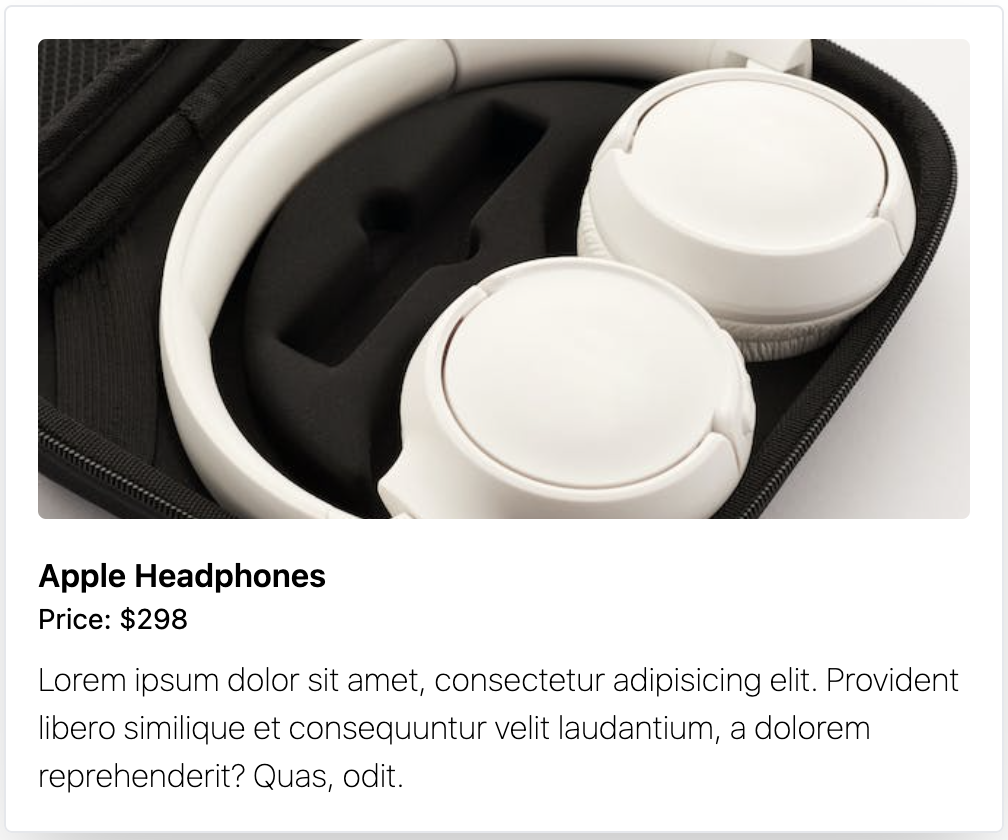 Apple Headphones
Price: $298
Lorem ipsum dolor sit amet, consectetur adipisicing elit. Provident
libero similique et consequuntur velit laudantium, a dolorem
reprehenderit? Quas, odit.